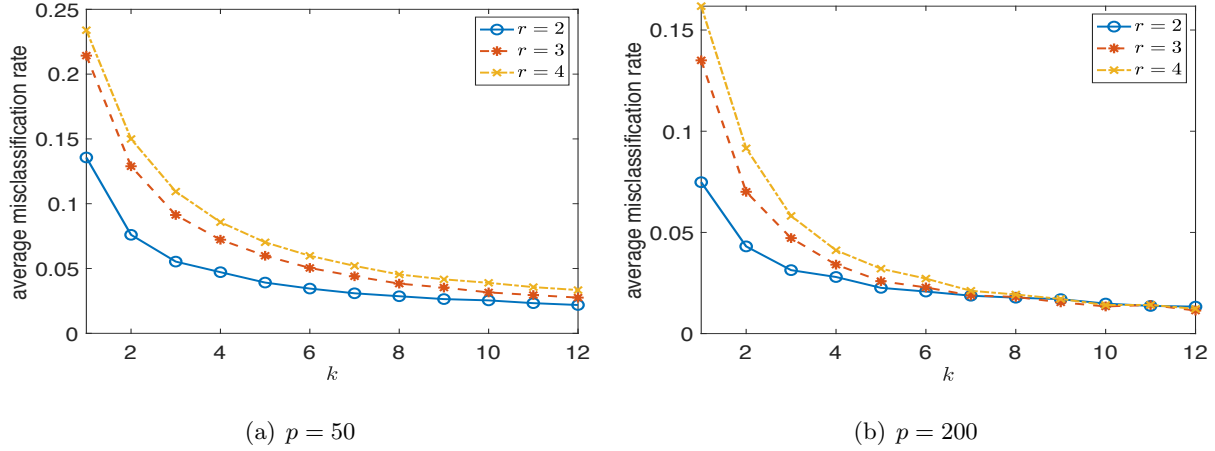 0.25
0.2
0.15
0.1
0.05
0
average misclassification rate
2
4
6
8
10
12
k
r = 2
r = 3
r = 4
(a) p = 50
0.15
0.1
0.05
0
average misclassification rate
2
4
6
8
10
12
k
r = 2
r = 3
r = 4
(b) p = 200